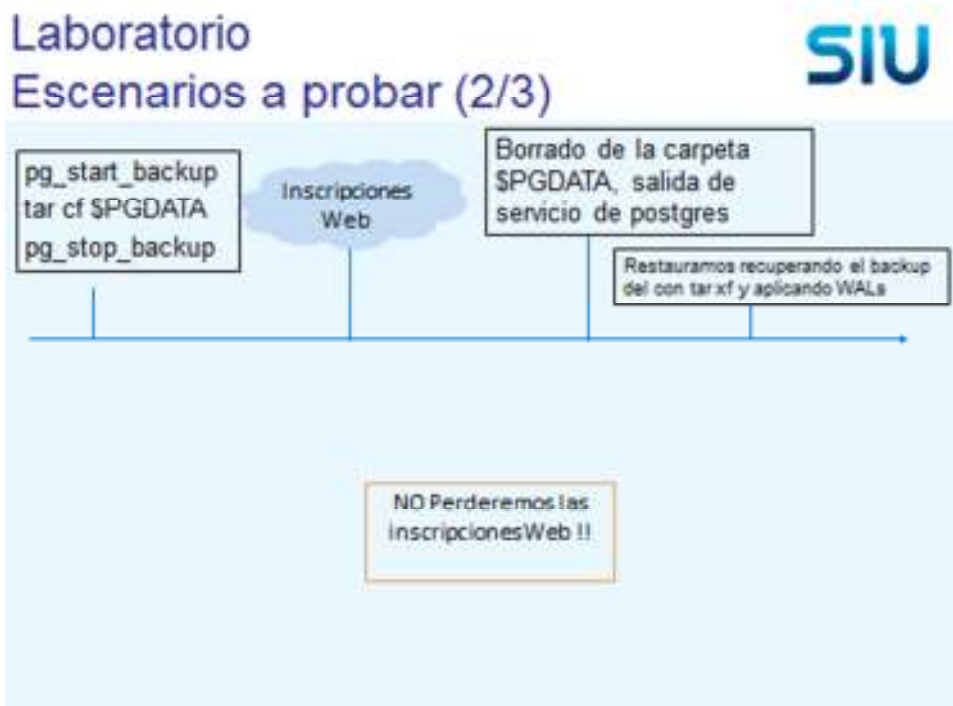 Laboratorio
Escenarios a probar (2/3)
SIU
pg_start_backup
tar cf $PGDATA
pg_stop_backup
Inscripciones
Web
Borrado de la carpeta
$PGDATA, salida de
servicio de postgres
Restauramos recuperando el backup
del con tar xf y aplicando WALs
NO Perderemos las
inscripcionesWeb !!